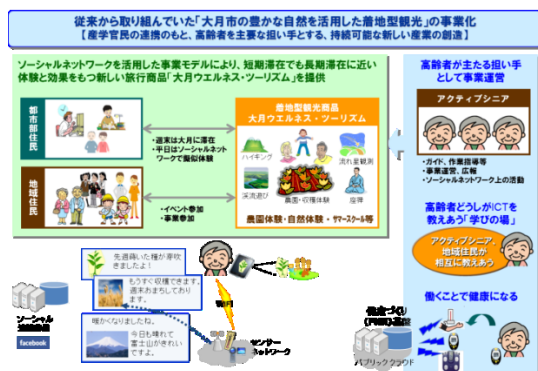 従来から取り組んでいた「大月市の豊かな自然を活用した着地型観光」の事業化
【産学官民の連携のもと、高齢者を主要な担い手とする、持続可能な新しい産業の創造】
ソーシャルネットワークを活用した事業モデルにより、短期滞在でも長期滞在に近い
体験と効果をもつ新しい旅行商品「大月ウエルネス・ツーリズム」を提供
都市部住民
・週末は大月に滞在
・平日はソーシャルネット
ワークで擬似体験
地域住民
・イベント参加
・事業参加
着地型観光商品
大月ウエルネス・ツーリズム
ハイキング
流れ星観測
渓流遊び
農園・収穫体験
座禅
農園体験・自然体験・サマースクール等
高齢者が主たる担い手
として事業運営
アクティブシニア
・ガイド、作業指導等
・事業運営、広報
・ソーシャルネットワーク上の活動
高齢者どうしがICTを
教えあう「学びの場」
アクティブシニア、
地域住民が
相互に教えあう
働くことで健康になる
先週蒔いた種が芽吹
きましたよ!
もうすぐ収穫できます。
週末おまちしており
ます。
暖かくなりましたね。
今日も晴れて
富士山がきれい
ですよ。
ソーシャル
facebook
センサー
ネットワーク
健康づくり
パブリッククラウド